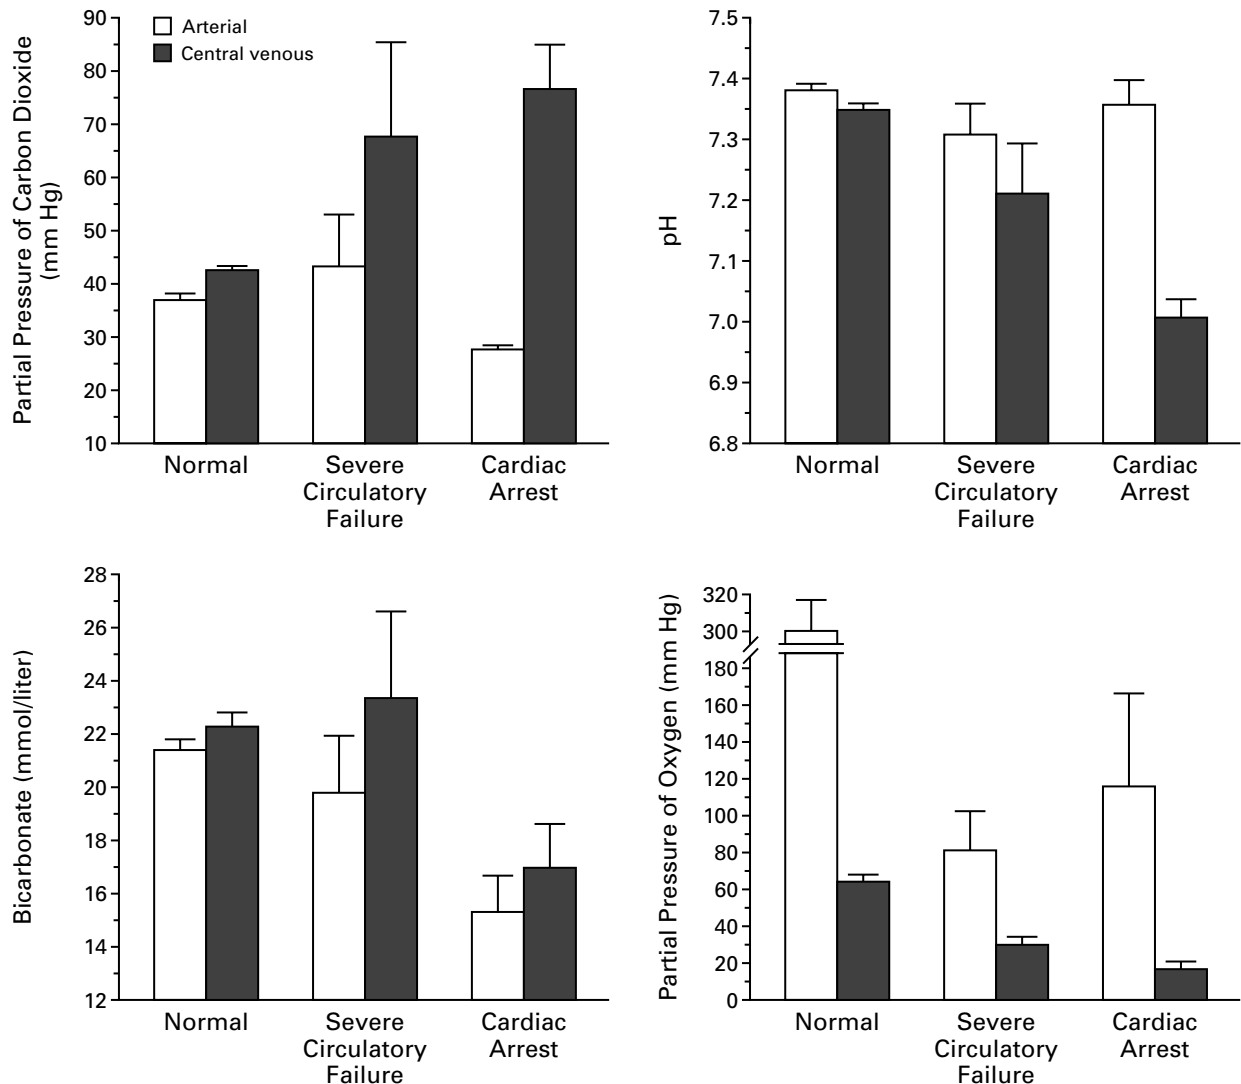 Partial Pressure of Carbon Dioxide
(mm Hg)
90
80
70
60
50
40
30
20
10
Arterial
Central venous
Normal
Severe
Circulatory
Failure
Cardiac
Arrest
pH
7.5
7.4
7.3
7.2
7.1
7.0
6.9
6.8
Normal
Severe
Circulatory
Failure
Cardiac
Arrest
Bicarbonate (mmol/liter)
28
26
24
22
20
18
16
14
12
Normal
Severe
Circulatory
Failure
Cardiac
Arrest
Partial Pressure of Oxygen (mm Hg)
320
300
180
160
140
120
100
80
60
40
20
0
Normal
Severe
Circulatory
Failure
Cardiac
Arrest